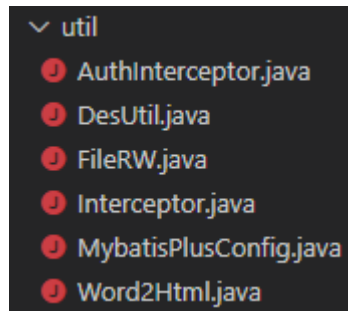 util
AuthInterceptor.java
DesUtil.java
FileRW.java
Interceptor.java
MybatisPlusConfig.java
Word2Html.java